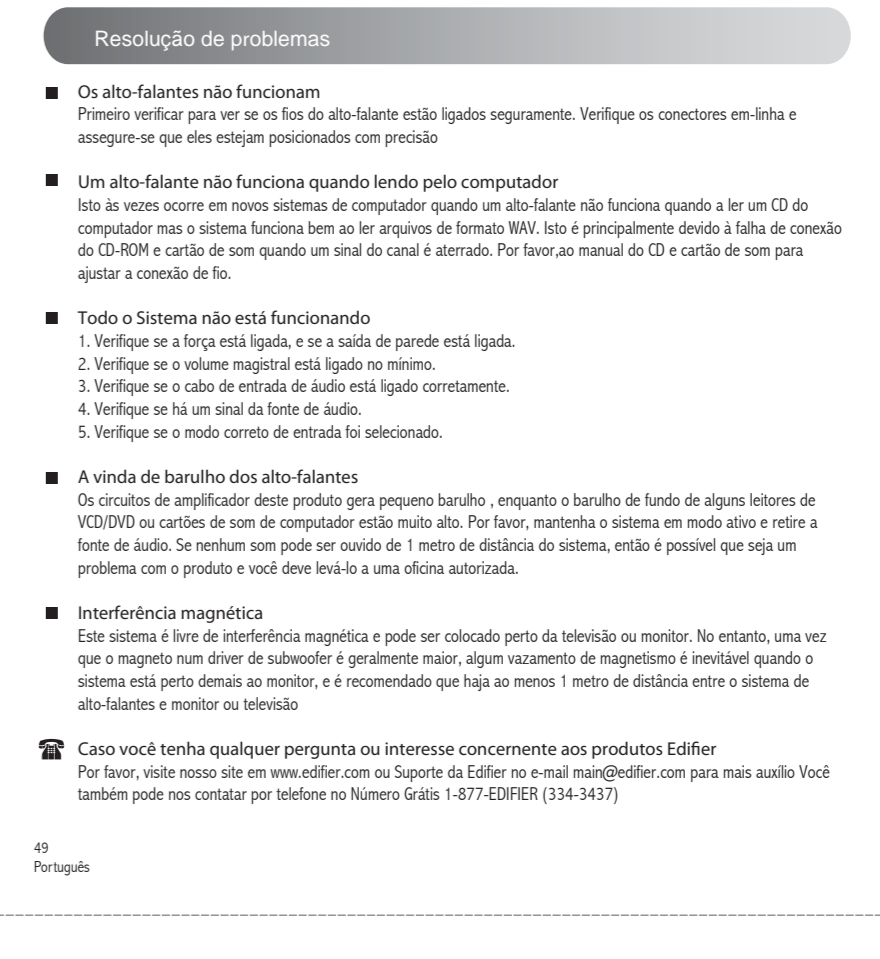 Resolução de problemas
Os alto-falantes não funcionam
Primeiro verificar para ver se os fios do alto-falante estão ligados seguramente. Verifique os conectores em-linha e
assegure-se que eles estejam posicionados com precisão
Um alto-falante não funciona quando lendo pelo computador
Isto às vezes ocorre em novos sistemas de computador quando um alto-falante não funciona quando a ler um CD do
computador mas o sistema funciona bem ao ler arquivos de formato WAV. Isto é principalmente devido à falha de conexão
do CD-ROM e cartão de som quando um sinal do canal é aterrado. Por favor,ao manual do CD e cartão de som para
ajustar a conexão de fio.
Todo o Sistema não está funcionando
1. Verifique se a força está ligada, e se a saída de parede está ligada.
2. Verifique se o volume magistral está ligado no mínimo.
3. Verifique se o cabo de entrada de áudio está ligado corretamente.
4. Verifique se há um sinal da fonte de áudio.
5. Verifique se o modo correto de entrada foi selecionado.
A vinda de barulho dos alto-falantes
Os circuitos de amplificador deste produto gera pequeno barulho , enquanto o barulho de fundo de alguns leitores de
VCD/DVD ou cartões de som de computador estão muito alto. Por favor, mantenha o sistema em modo ativo e retire a
fonte de áudio. Se nenhum som pode ser ouvido de 1 metro de distância do sistema, então é possível que seja um
problema com o produto e você deve levá-lo a uma oficina autorizada.
Interferência magnética
Este sistema é livre de interferência magnética e pode ser colocado perto da televisão ou monitor. No entanto, uma vez
que o magneto num driver de subwoofer é geralmente maior, algum vazamento de magnetismo é inevitável quando o
sistema está perto demais ao monitor, e é recomendado que haja ao menos 1 metro de distância entre o sistema de
alto-falantes e monitor ou televisão
Caso você tenha qualquer pergunta ou interesse concernente aos produtos Edifier
Por favor, visite nosso site em www.edifier.com ou Suporte da Edifier no e-mail main@edifier.com para mais auxílio Você
também pode nos contatar por telefone no Número Grátis 1-877-EDIFIER (334-3437)
49
Português